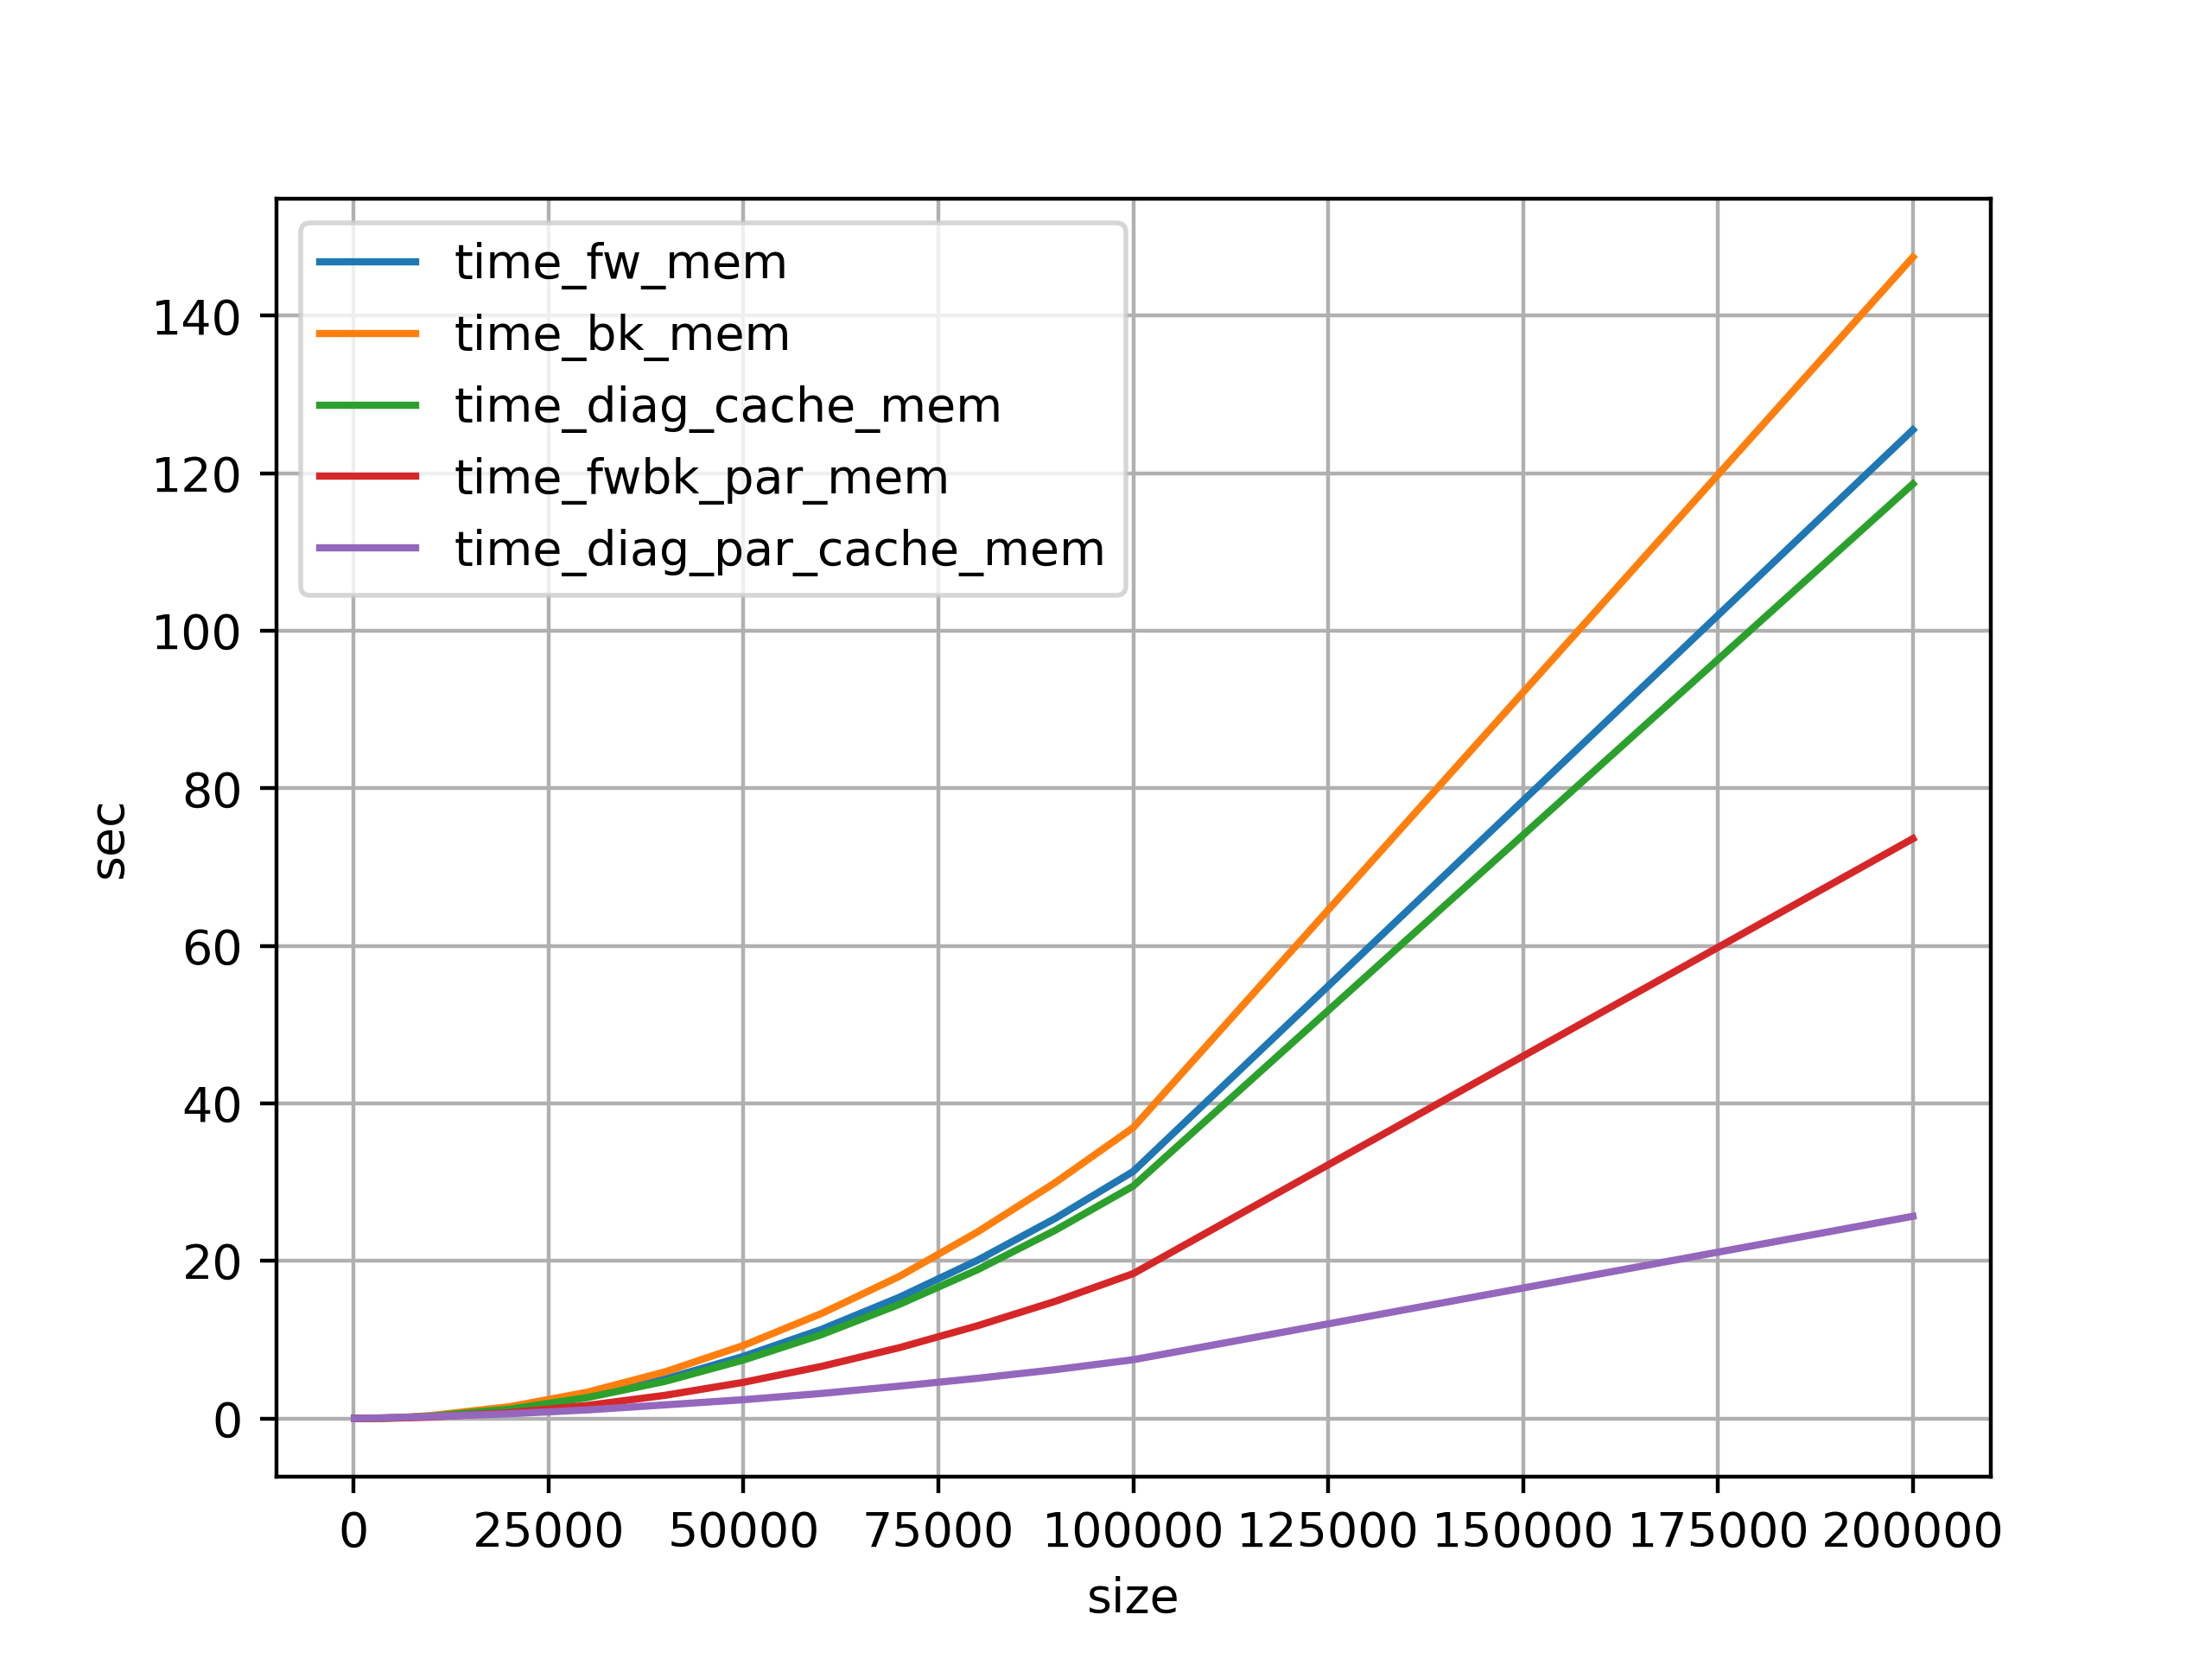 time_fw_mem
time_bk_mem
time_diag_cache_mem
time_fwbk_par_mem
time_diag_par_cache_mem
140
120
100
80
60
40
20
0
sec
0 25000 50000 75000 100000 125000 150000 175000 200000
size